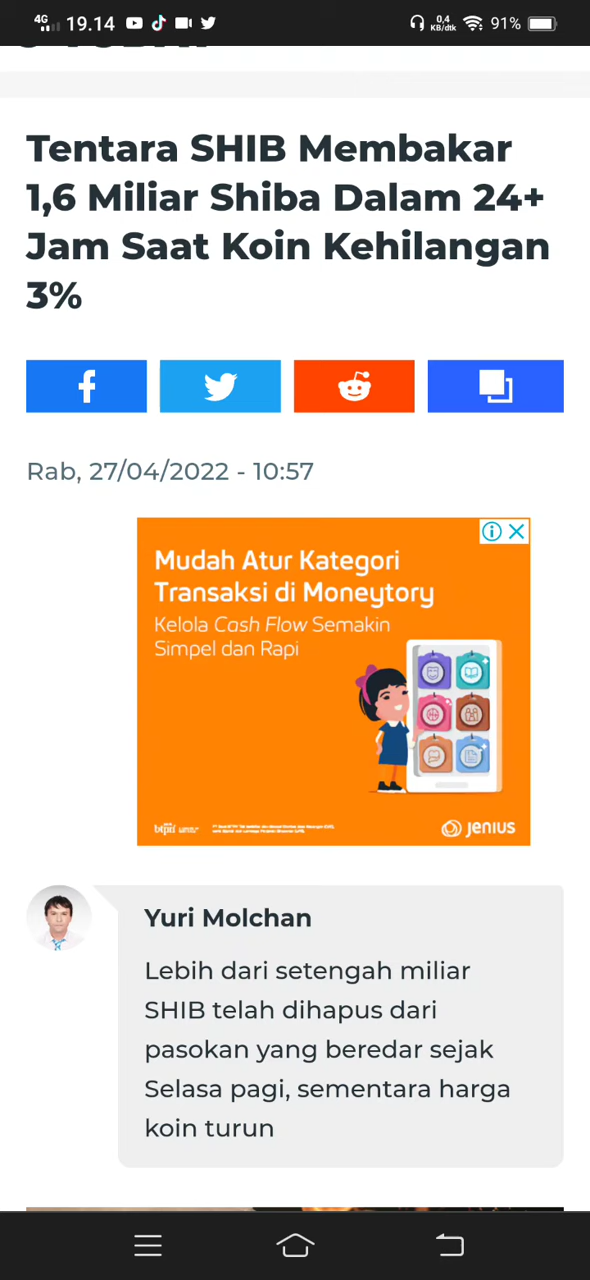 4G 19.14 0,4 KB/dtk 91%
Tentara SHIB Membakar
1,6 Miliar Shiba Dalam 24+
Jam Saat Koin Kehilangan
3%
Rab, 27/04/2022 - 10:57
Mudah Atur Kategori
Transaksi di Moneytory
Kelola Cash Flow Semakin
Simpel dan Rapi
btpn
jenius
Yuri Molchan
Lebih dari setengah miliar
SHIB telah dihapus dari
pasokan yang beredar sejak
Selasa pagi, sementara harga
koin turun